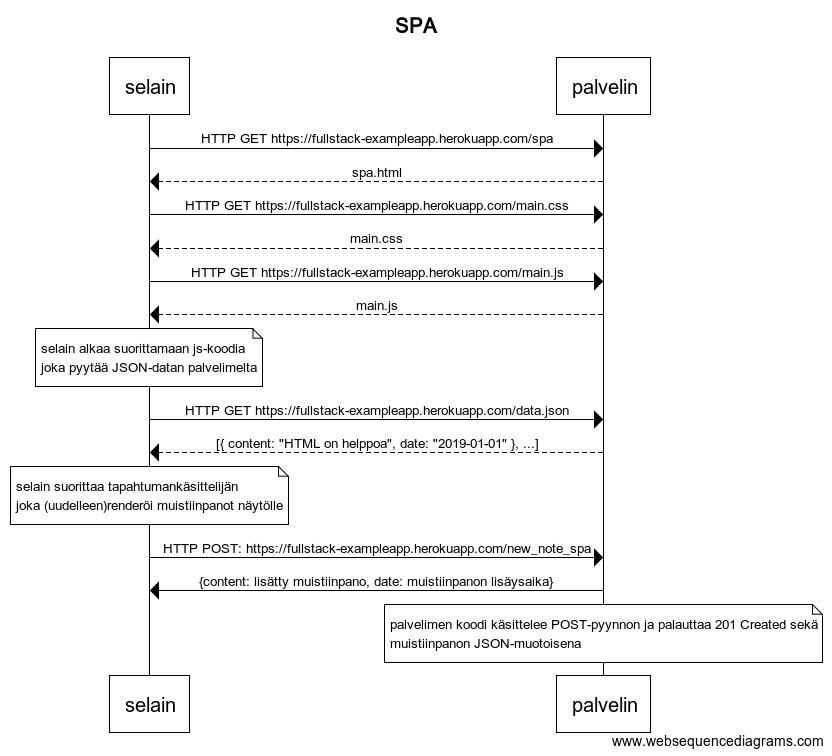 SPA
selain
palvelin
HTTP GET https://fullstack-exampleapp.herokuapp.com/spa
spa.html
HTTP GET https://fullstack-exampleapp.herokuapp.com/main.css
main.css
HTTP GET https://fullstack-exampleapp.herokuapp.com/main.js
main.js
selain alkaa suorittamaan js-koodia
joka pyytää JSON-datan palvelimelta
HTTP GET https://fullstack-exampleapp.herokuapp.com/data.json
[{ content: "HTML on helppoa", date: "2019-01-01" }, ...]
selain suorittaa tapahtumankäsittelijän
joka (uudelleen)renderöi muistiinpanot näytölle
HTTP POST: https://fullstack-exampleapp.herokuapp.com/new_note_spa
{content: lisätty muistiinpano, date: muistiinpanon lisäysaika}
palvelimen koodi käsittelee POST-pyynnon ja palauttaa 201 Created sekä
muistiinpanon JSON-muotoisena
selain
palvelin
www.websequencediagrams.com